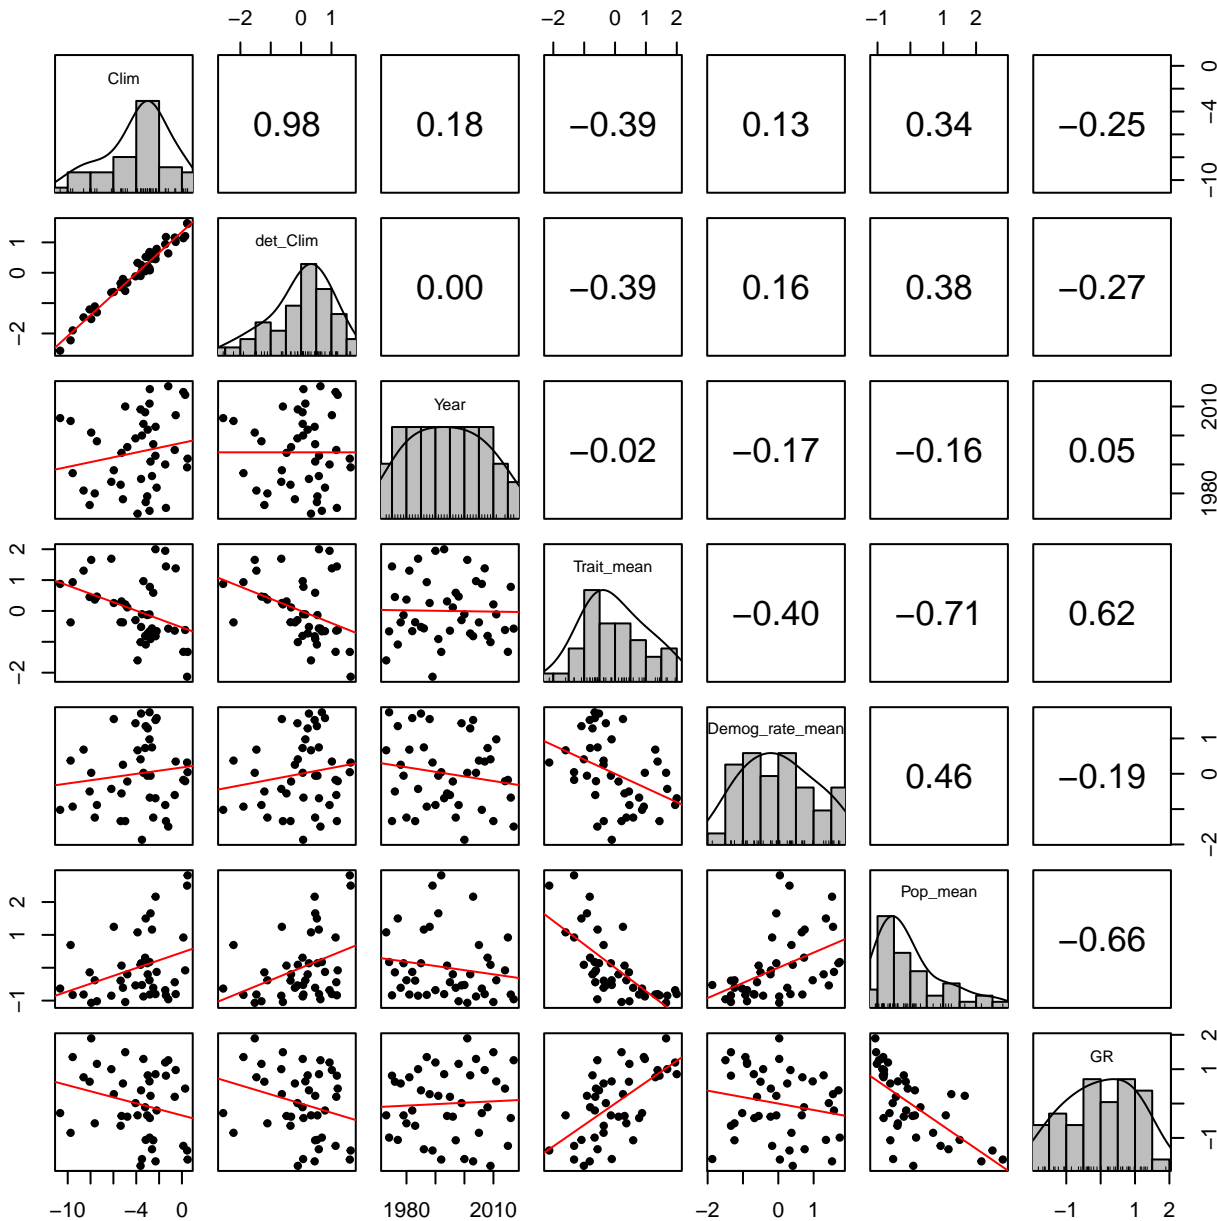 −2 0 1
−1 0 1 2
−1 1 2
Clim
0.98
0.18
−0.39
0.13
0.34
−0.25
−10 −4 0
−2 0 1
det_Clim
0.00
−0.39
0.16
0.38
−0.27
Year
−0.02
−0.17
−0.16
0.05
1980 2010
−2 −1 0 1 2
Trait_mean
−0.40
−0.71
0.62
Demog_rate_mean
0.46
−0.19
−2 0 1
−1 1 2
Pop_mean
−0.66
GR
−1 1 2
−10 −4 0
1980 2010
−2 0 1
−1 1 2